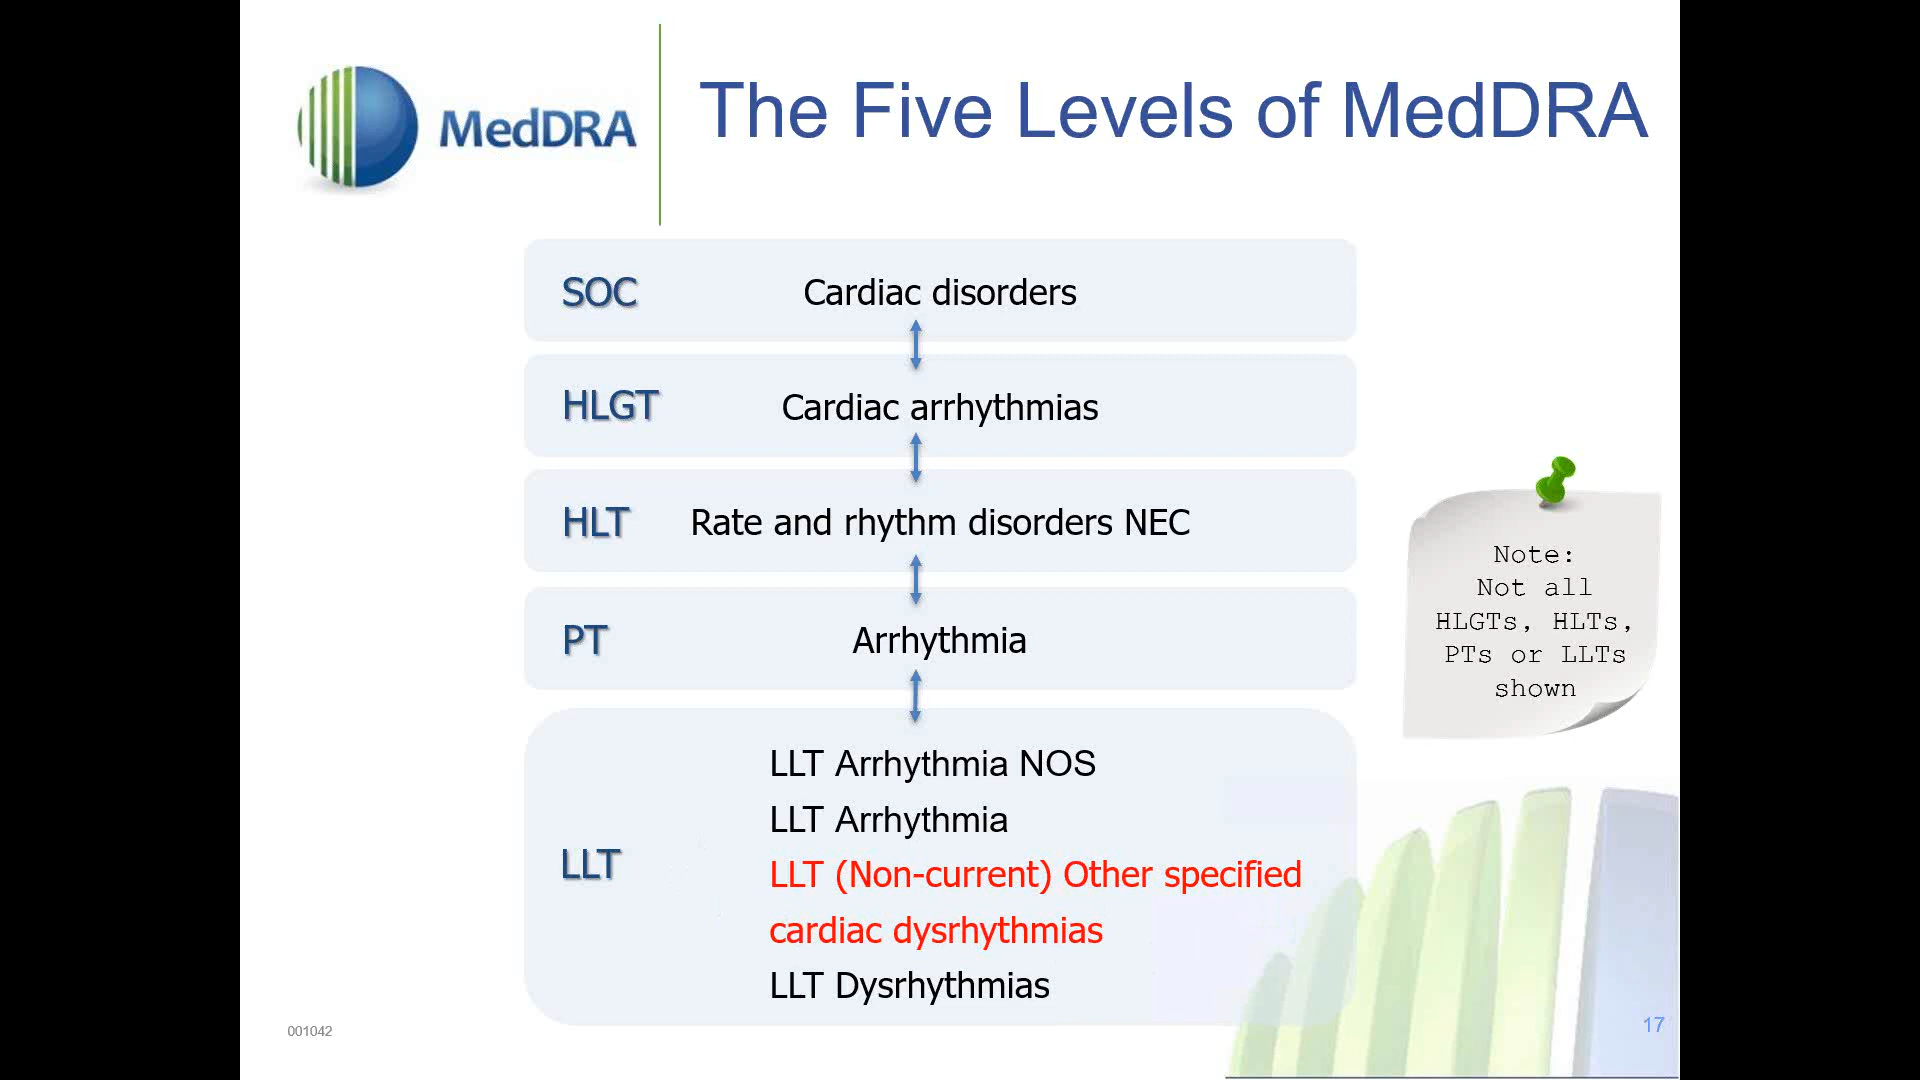 MedDRA
The Five Levels of MedDRA
SOC
Cardiac disorders
HLGT
Cardiac arrhythmias
HLT
Rate and rhythm disorders NEC
PT
Arrhythmia
LLT
LLT Arrhythmia NOS
LLT Arrhythmia
LLT (Non-current) Other specified
cardiac dysrhythmias
LLT Dysrhythmias
Note:
Not all
HLGTs, HLTs,
PTs or LLTs
shown
001042
17